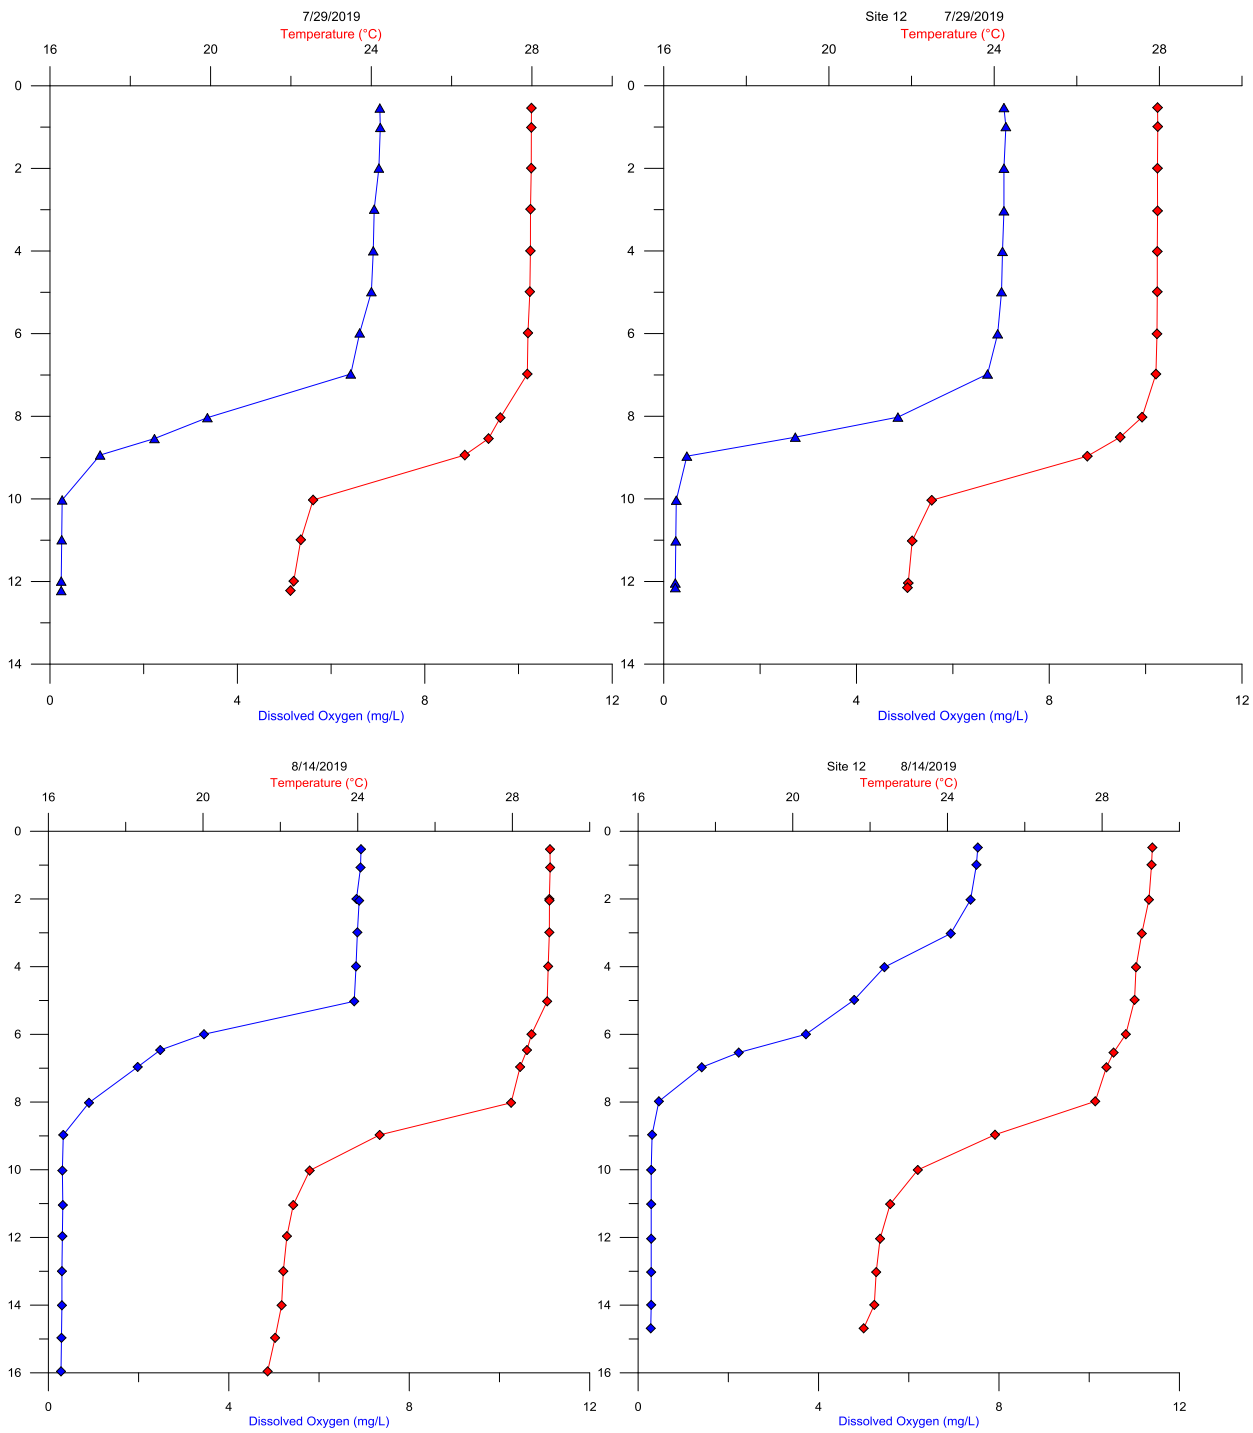 7/29/2019
Temperature (°C)
16 20 24 28
0
2
4
6
8
10
12
14
0 4 8
Dissolved Oxygen (mg/L)
Site 12 7/29/2019
Temperature (°C)
16 20 24 28
0
2
4
6
8
10
12
14
0 4 8 12
Dissolved Oxygen (mg/L)
8/14/2019
Temperature (°C)
16 20 24 28
0
2
4
6
8
10
12
14
16
0 4 8 12
Dissolved Oxygen (mg/L)
Site 12 8/14/2019
Temperature (°C)
16 20 24 28
0
2
4
6
8
10
12
14
16
0 4 8 12
Dissolved Oxygen (mg/L)